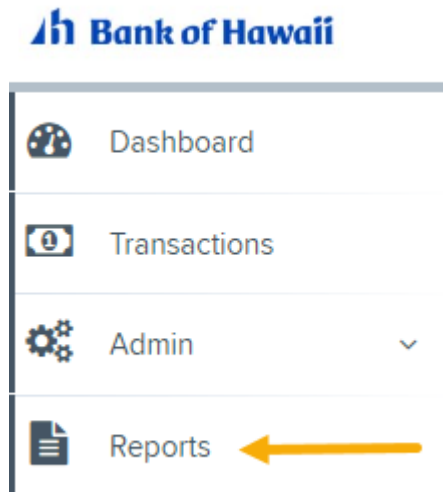 Bank of Hawaii
Dashboard
Transactions
Admin
Reports